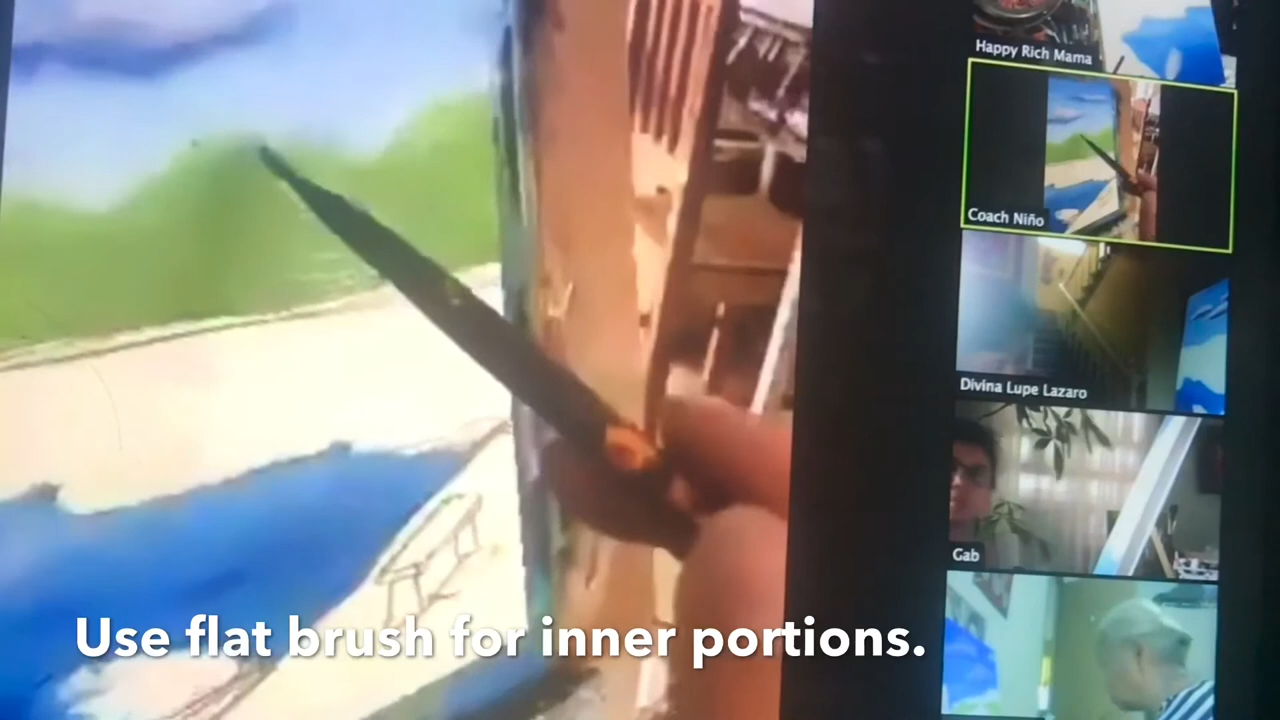 Happy Rich Mama
Coach Niño
Divina Lupe Lazaro
Gab
Use flat brush for inner portions.